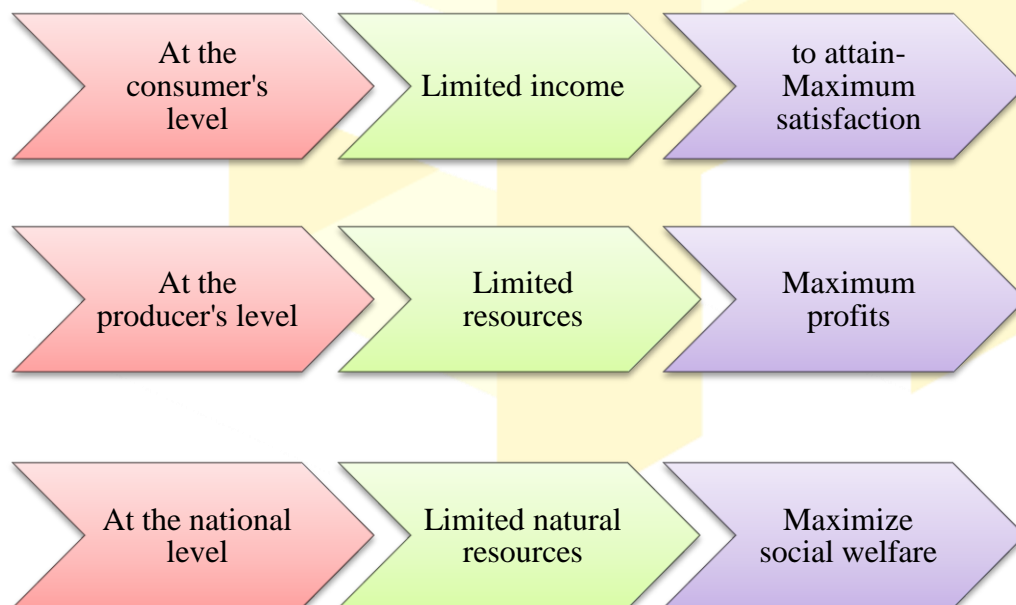 At the
consumer's
level
Limited income
to attain-
Maximum
satisfaction
At the
producer's level
Limited
resources
Maximum
profits
At the national
level
Limited natural
resources
Maximize
social welfare